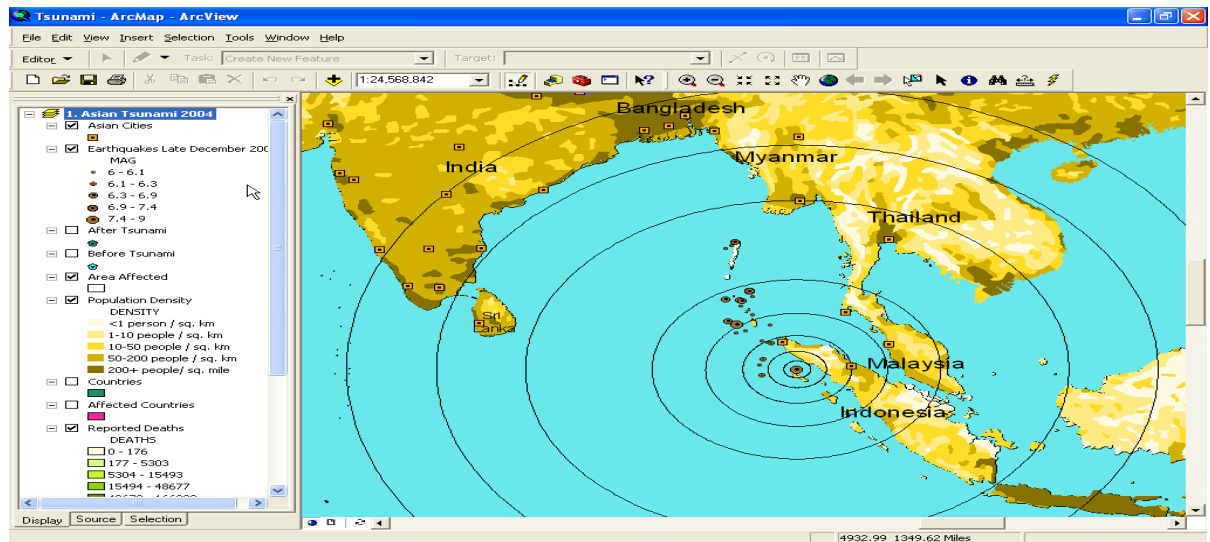 Tsunami - ArcMap - ArcView
File Edit View Insert Selection Tools Window Help
Editor Task: Create New Feature Target:
1:24,568,842
1. Asian Tsunami 2004
Asian Cities
Earthquakes Late December 200
MAG
6 - 6.1
6.1 - 6.3
6.3 - 6.9
6.9 - 7.4
7.4 - 9
After Tsunami
Before Tsunami
Area Affected
Population Density
DENSITY
<1 person / sq. km
1-10 people / sq. km
10-50 people / sq. km
50-200 people / sq. km
200+ people/ sq. mile
Countries
Affected Countries
Reported Deaths
DEATHS
0 - 176
177 - 5303
5304 - 15493
15494 - 48677
Display Source Selection
Bangladesh
India
Myanmar
Thailand
Sri
Lanka
Malaysia
Indonesia
4932.99 1349.62 Miles